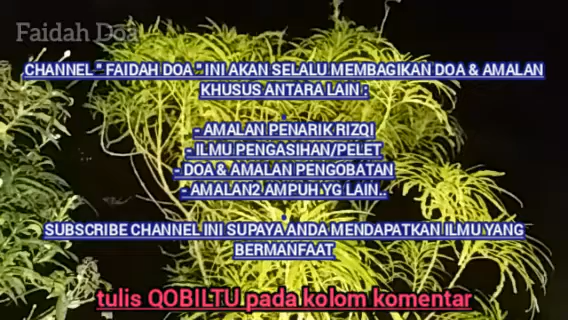 Faidah Doa
CHANNEL " FAIDAH DOA " INI AKAN SELALU MEMBAGIKAN DOA & AMALAN
KHUSUS ANTARA LAIN :
- AMALAN PENARIK RIZQI
- ILMU PENGASIHAN/PELET
- DOA & AMALAN PENGOBATAN
- AMALAN2 AMPUH YG LAIN..
SUBSCRIBE CHANNEL INI SUPAYA ANDA MENDAPATKAN ILMU YANG
BERMANFAAT
tulis QOBILTU pada kolom komentar